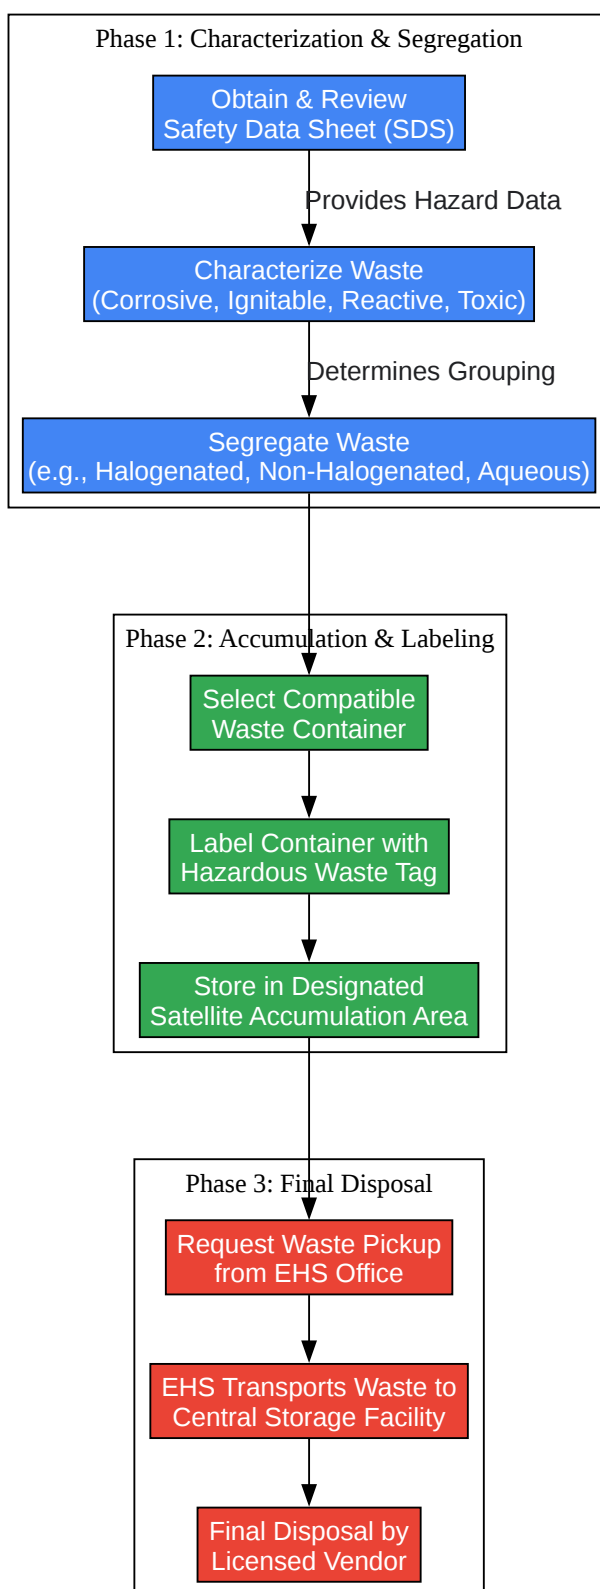 Phase 1: Characterization & Segregation
Obtain & Review
Safety Data Sheet (SDS)
Provides Hazard Data
Characterize Waste
(Corrosive, Ignitable, Reactive, Toxic)
Determines Grouping
Segregate Waste
(e.g., Halogenated, Non-Halogenated, Aqueous)
Phase 2: Accumulation & Labeling
Select Compatible
Waste Container
Label Container with
Hazardous Waste Tag
Store in Designated
Satellite Accumulation Area
Phase 3: Final Disposal
Request Waste Pickup
from EHS Office
EHS Transports Waste to
Central Storage Facility
Final Disposal by
Licensed Vendor